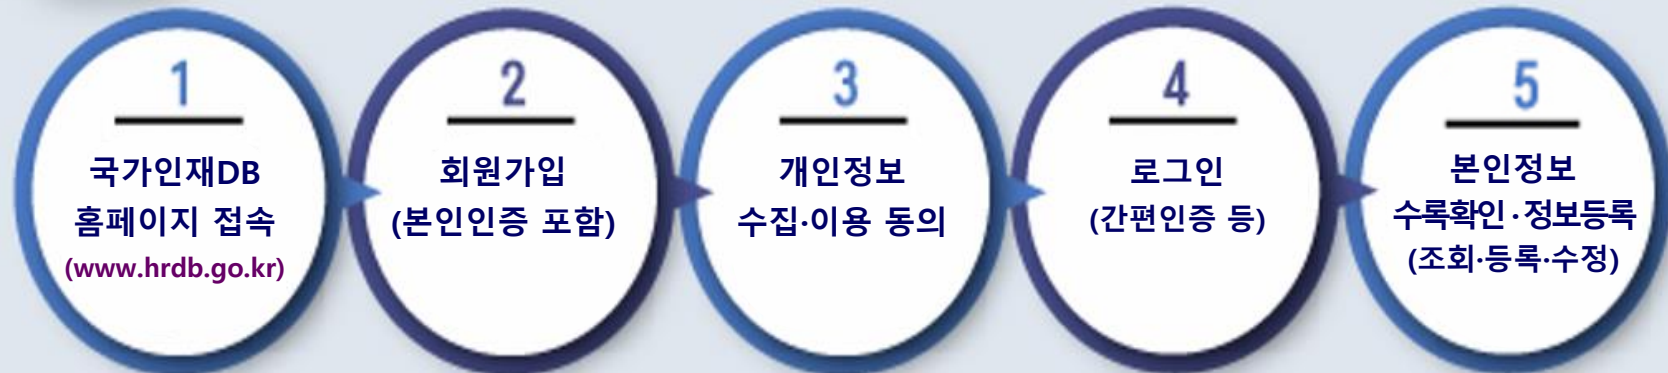 1
국가인재DB
홈페이지 접속
(www.hrdb.go.kr)
2
회원가입
(본인인증 포함)
3
개인정보
수집·이용 동의
4
로그인
(간편인증 등)
5
본인정보
수록확인·정보등록
(조회·등록·수정)